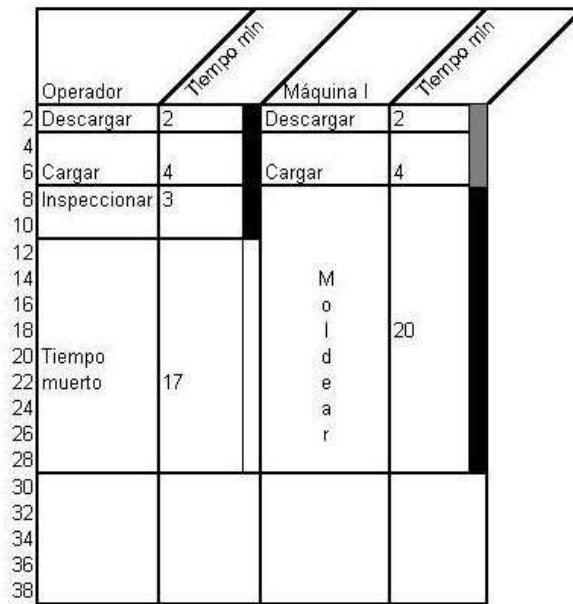 Tiempo min
Tiempo min
Operador
Máquina I
2 Descargar 2 Descargar 2
4
6 Cargar 4 Cargar 4
8 Inspeccionar 3
10
12
14
16
18
20 Tiempo
22 muerto 17
24
26
28
Moldear
20
30
32
34
36
38